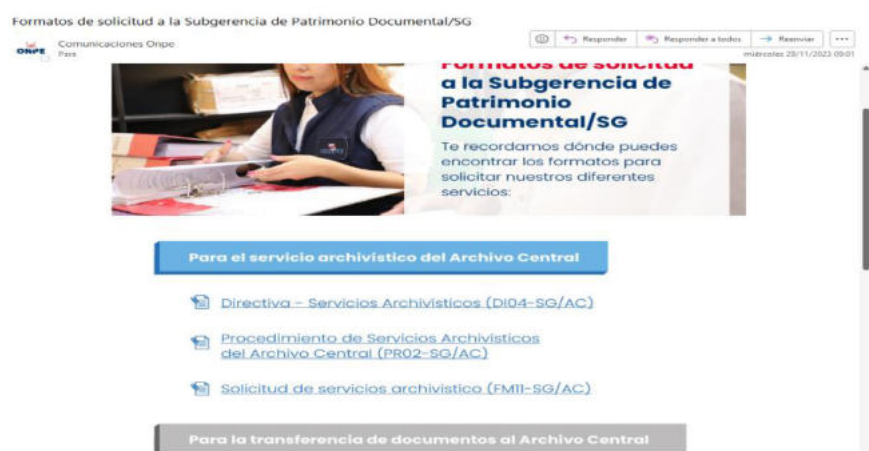 Formatos de solicitud a la Subgerencia de Patrimonio Documental/SG
ONPE
Comunicaciones Onpe
Para
Responder
Responder a todos
Reenviar
miércoles 29/11/2023 09:01
Formatos de solicitud
a la Subgerencia de
Patrimonio
Documental/SG
Te recordamos dónde puedes
encontrar los formatos para
solicitar nuestros diferentes
servicios:
Para el servicio archivístico del Archivo Central
Directiva - Servicios Archivísticos (DI04-SG/AC)
Procedimiento de Servicios Archivísticos
del Archivo Central (PR02-SG/AC)
Solicitud de servicios archivístico (FM11-SG/AC)
Para la transferencia de documentos al Archivo Central